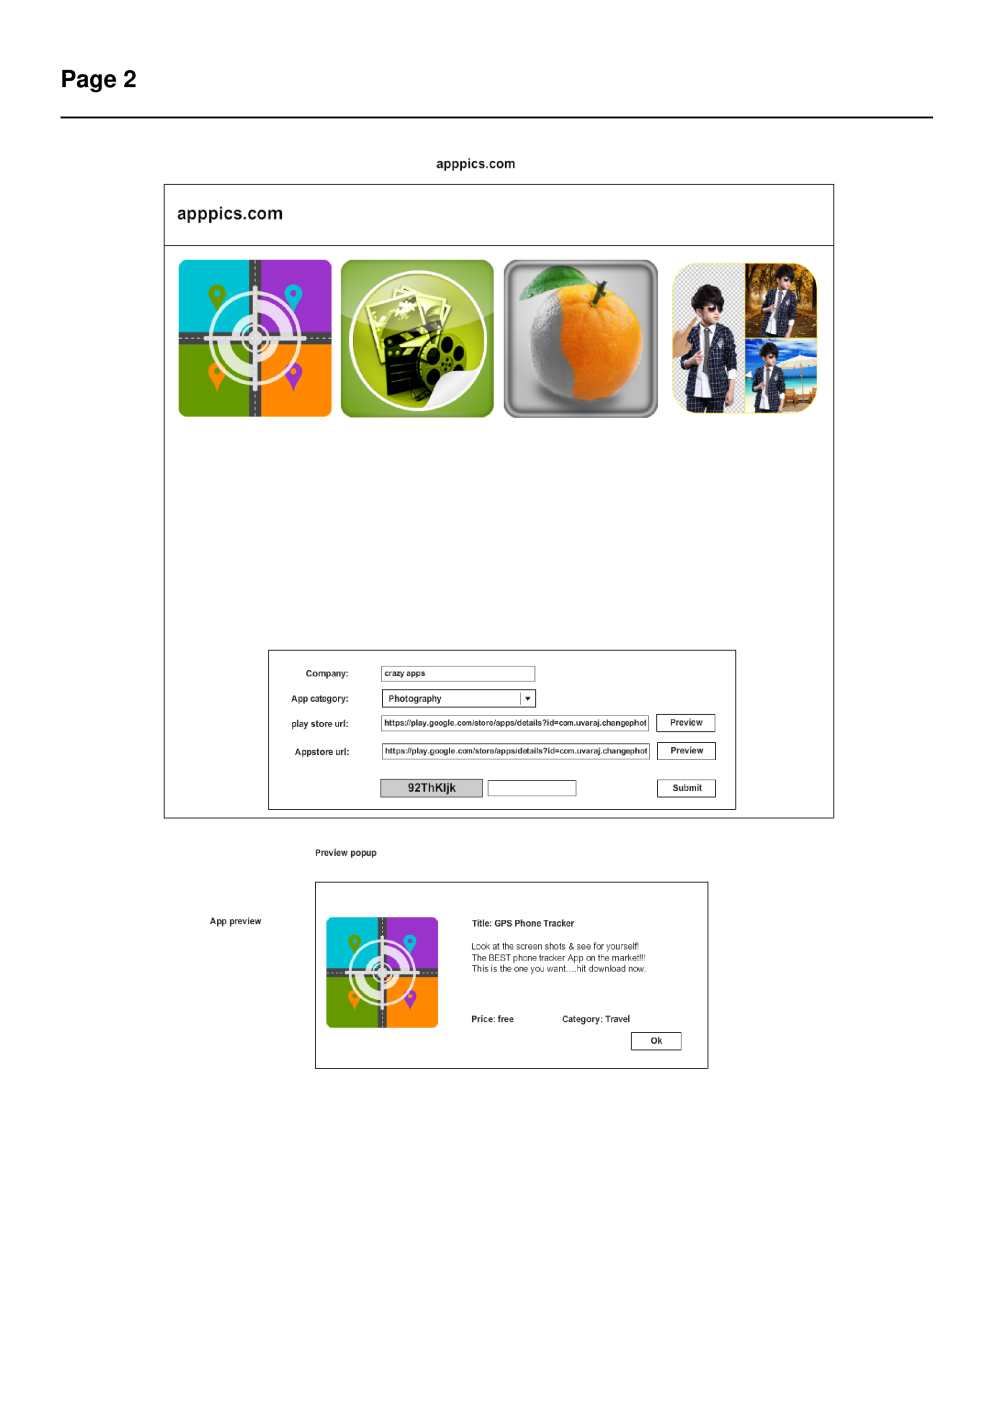 Page 2
apppics.com
apppics.com
Company: crazy apps
App category: Photography
play store url: https://play.google.com/store/apps/details?id=com.uvaraj.changephot Preview
Appstore url: https://play.google.com/store/apps/details?id=com.uvaraj.changephot Preview
92ThKIjk Submit
Preview popup
App preview
Title: GPS Phone Tracker
Look at the screen shots & see for yourself!
The BEST phone tracker App on the market!!!
This is the one you want....hit download now.
Price: free Category: Travel
Ok